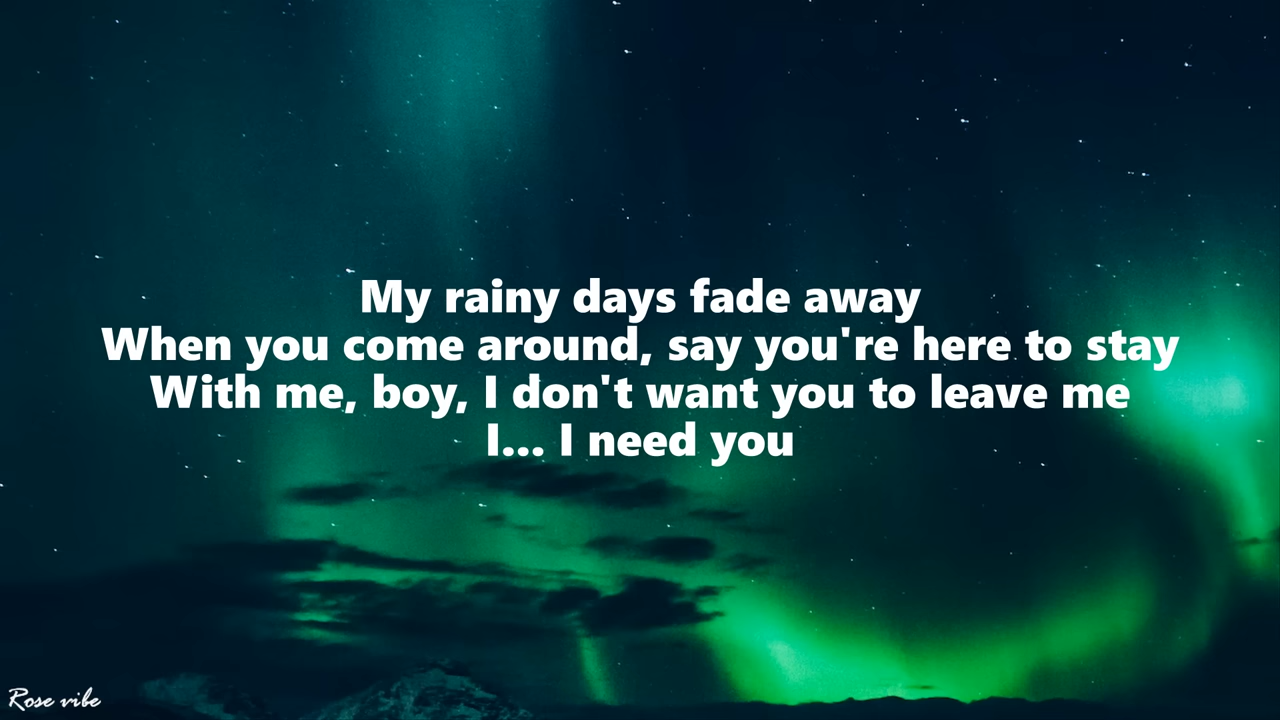 My rainy days fade away
When you come around, say you're here to stay
With me, boy, I don't want you to leave me
I... I need you
Rose vibe